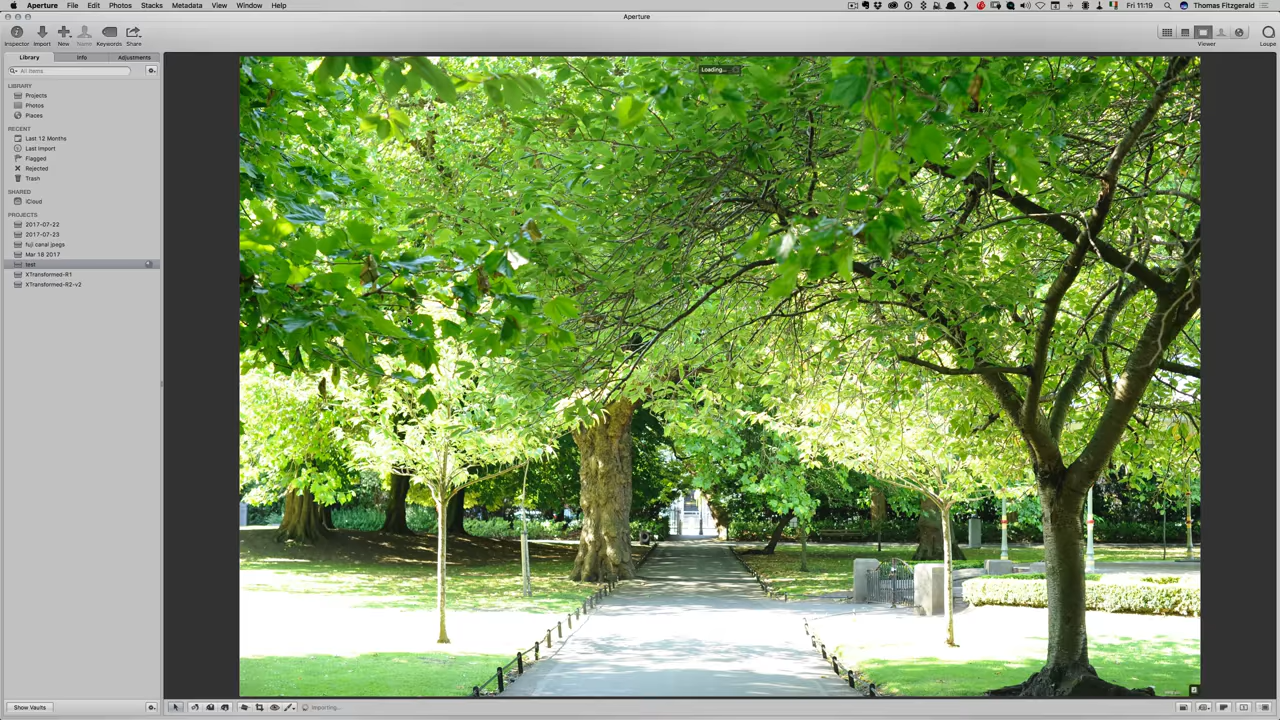 Aperture File Edit Photos Stacks Metadata View Window Help
Fri 11:19 Thomas Fitzgerald
Aperture
Inspector Import New Name Keywords Share
Viewer Loupe
Library Info Adjustments
All Items
Loading...
LIBRARY
Projects
Photos
Places
RECENT
Last 12 Months
Last Import
Flagged
Rejected
Trash
SHARED
iCloud
PROJECTS
2017-07-22
2017-07-23
fuji canal jpegs
Mar 18 2017
test
XTransformed-R1
XTransformed-R2-v2
Show Vaults
Importing...